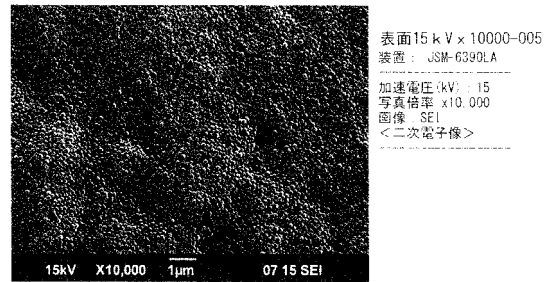 表面15kV×10000-005
装置: JSM-6390LA
加速電圧(kV): 15
写真倍率 x10,000
画像: SEI
<二次電子像>
15kV X10,000 1μm 07 15 SEI